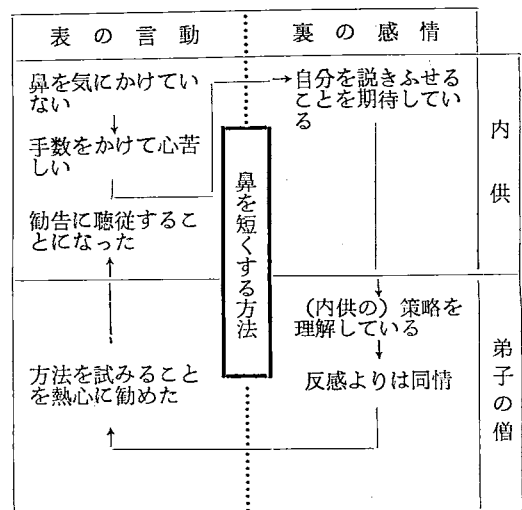 表の言動
裏の感情
鼻を気にかけてい
ない
手数をかけて心苦
しい
勧告に聴従するこ
とになった
自分を説きふせる
ことを期待してい
る
内供
鼻を短くする方法
方法を試みること
を熱心に勧めた
(内供の)策略を
理解している
反感よりは同情
弟子の僧